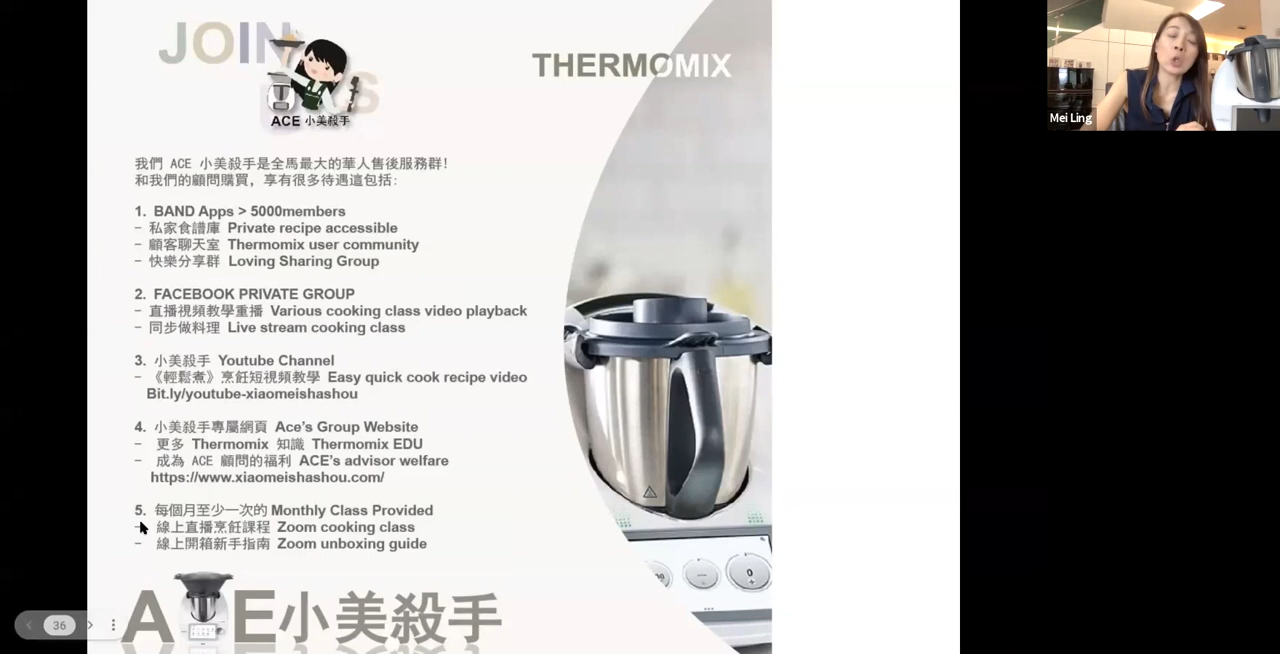 JOIN US
ACE 小美殺手
THERMOMIX
Mei Ling
我們 ACE 小美殺手是全馬最大的華人售後服務群!
和我們的顧問購買, 享有很多待遇這包括:
1. BAND Apps > 5000members
- 私家食譜庫 Private recipe accessible
- 顧客聊天室 Thermomix user community
- 快樂分享群 Loving Sharing Group
2. FACEBOOK PRIVATE GROUP
- 直播視頻教學重播 Various cooking class video playback
- 同步做料理 Live stream cooking class
3. 小美殺手 Youtube Channel
- 《輕鬆煮》烹飪短視頻教學 Easy quick cook recipe video
Bit.ly/youtube-xiaomeishashou
4. 小美殺手專屬網頁 Ace's Group Website
- 更多 Thermomix 知識 Thermomix EDU
- 成為 ACE 顧問的福利 ACE's advisor welfare
https://www.xiaomeishashou.com/
5. 每個月至少一次的 Monthly Class Provided
- 線上直播烹飪課程 Zoom cooking class
- 線上開箱新手指南 Zoom unboxing guide
0
36
A E小美殺手